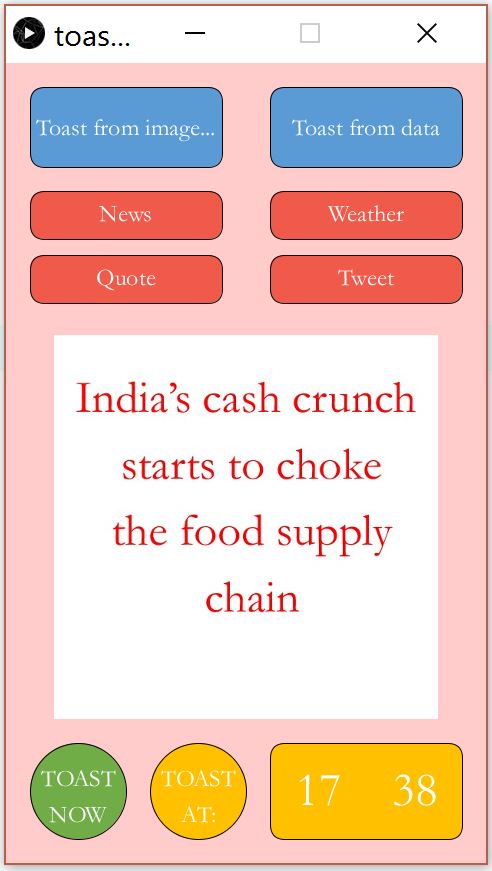 toas...
Toast from image...
Toast from data
News
Weather
Quote
Tweet
India’s cash crunch
starts to choke
the food supply
chain
TOAST
NOW
TOAST
AT:
17 38